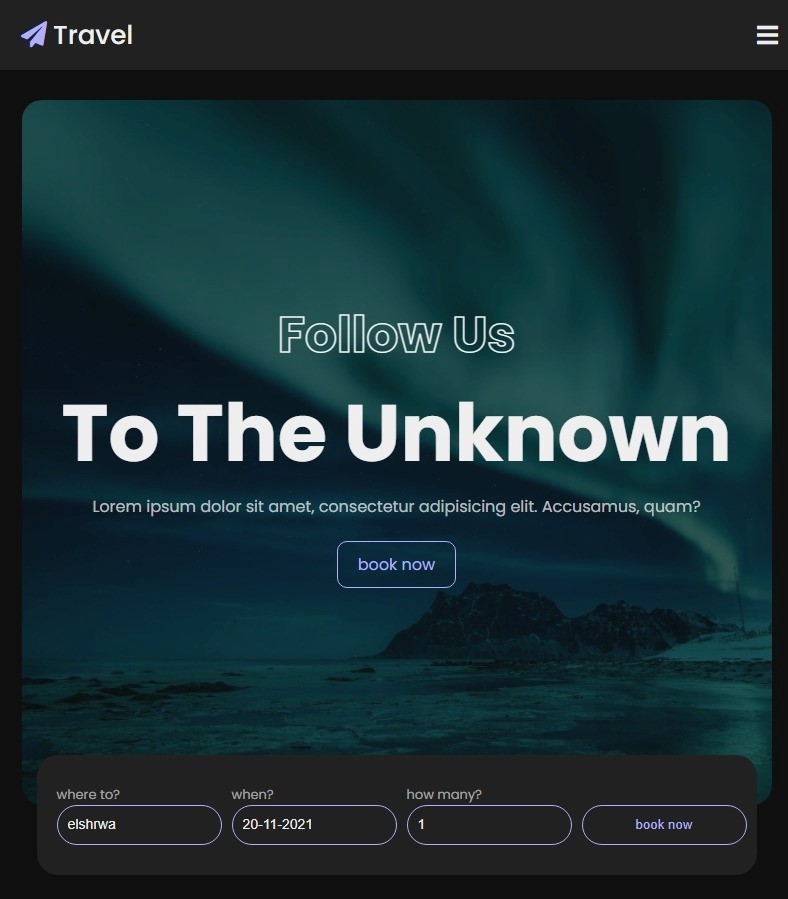 Travel
Follow Us
To The Unknown
Lorem ipsum dolor sit amet, consectetur adipisicing elit. Accusamus, quam?
book now
where to? when? how many?
elshrwa 20-11-2021 1 book now